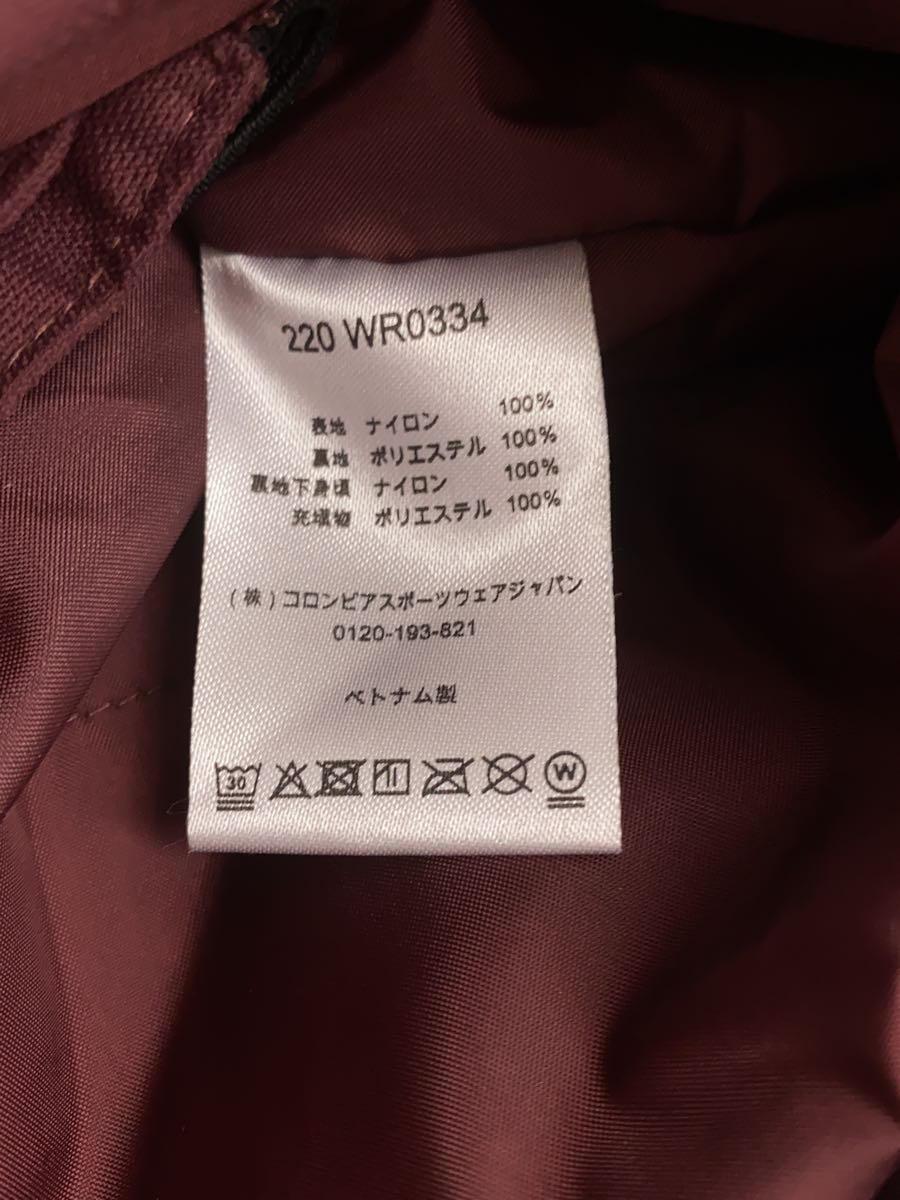 220 WR0334
表地 ナイロン 100%
裏地 ポリエステル 100%
裏地下身頃 ナイロン 100%
充填物 ポリエステル 100%
(株)コロンビアスポーツウェアジャパン
0120-193-821
ベトナム製
30 W